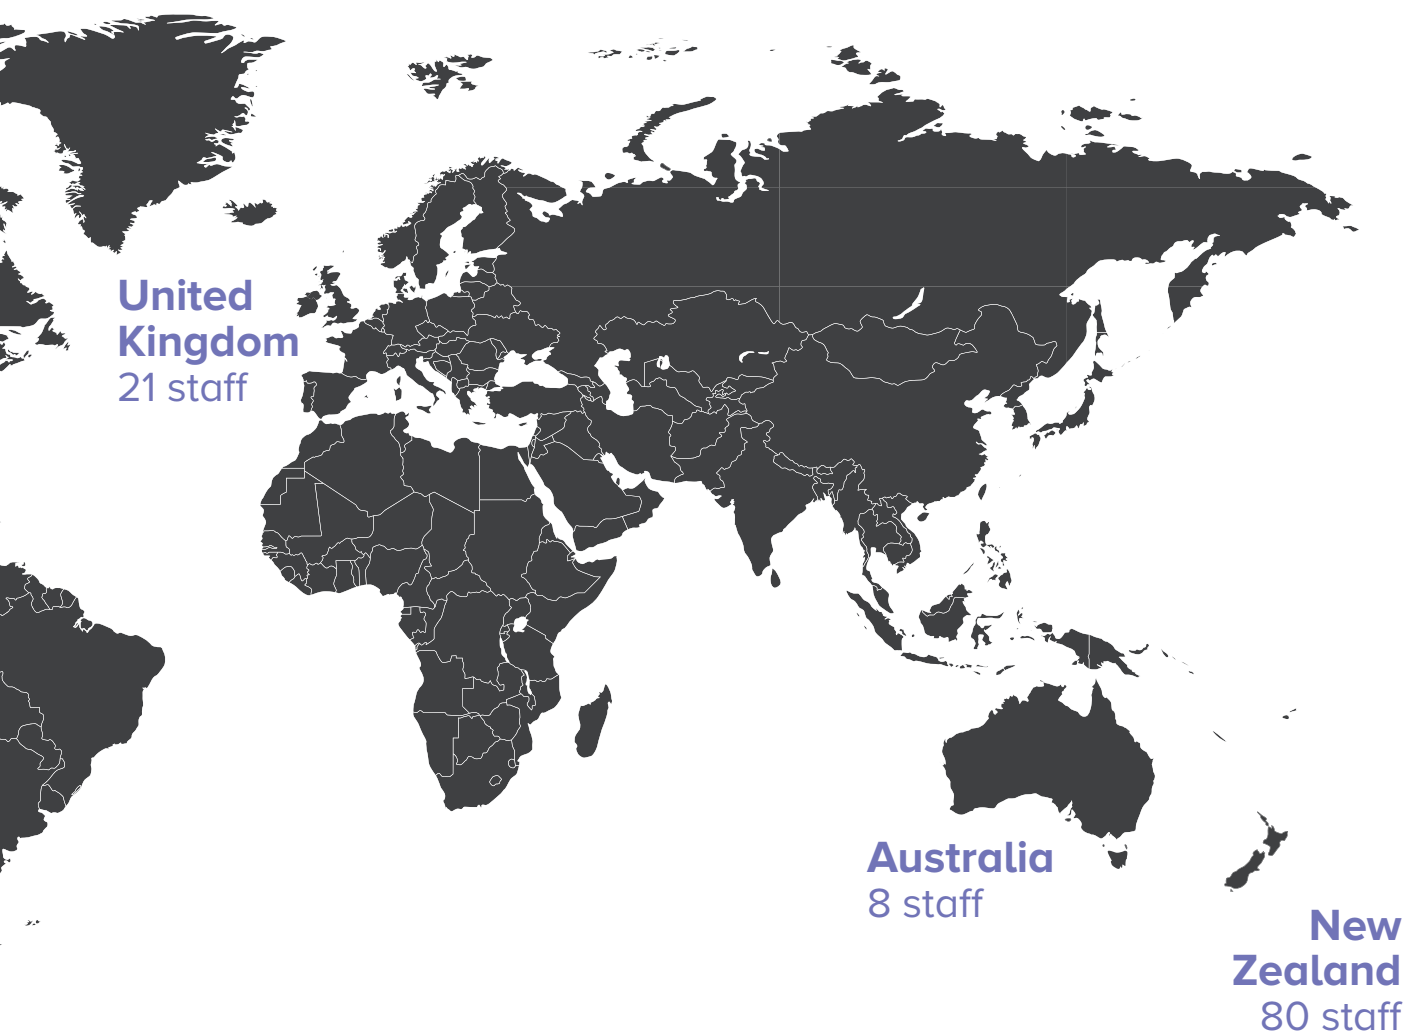 United
Kingdom
21 staff
Australia
8 staff
New
Zealand
80 staff